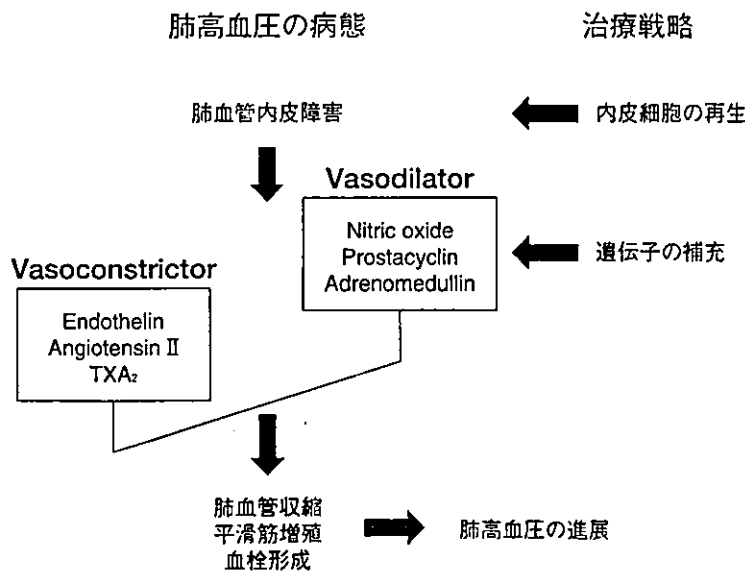 肺高血圧の病態
治療戦略
肺血管内皮障害
内皮細胞の再生
Vasodilator
Nitric oxide
Prostacyclin
Adrenomedullin
遺伝子の補充
Vasoconstrictor
Endothelin
Angiotensin II
TXA₂
肺血管収縮
平滑筋増殖
血栓形成
肺高血圧の進展